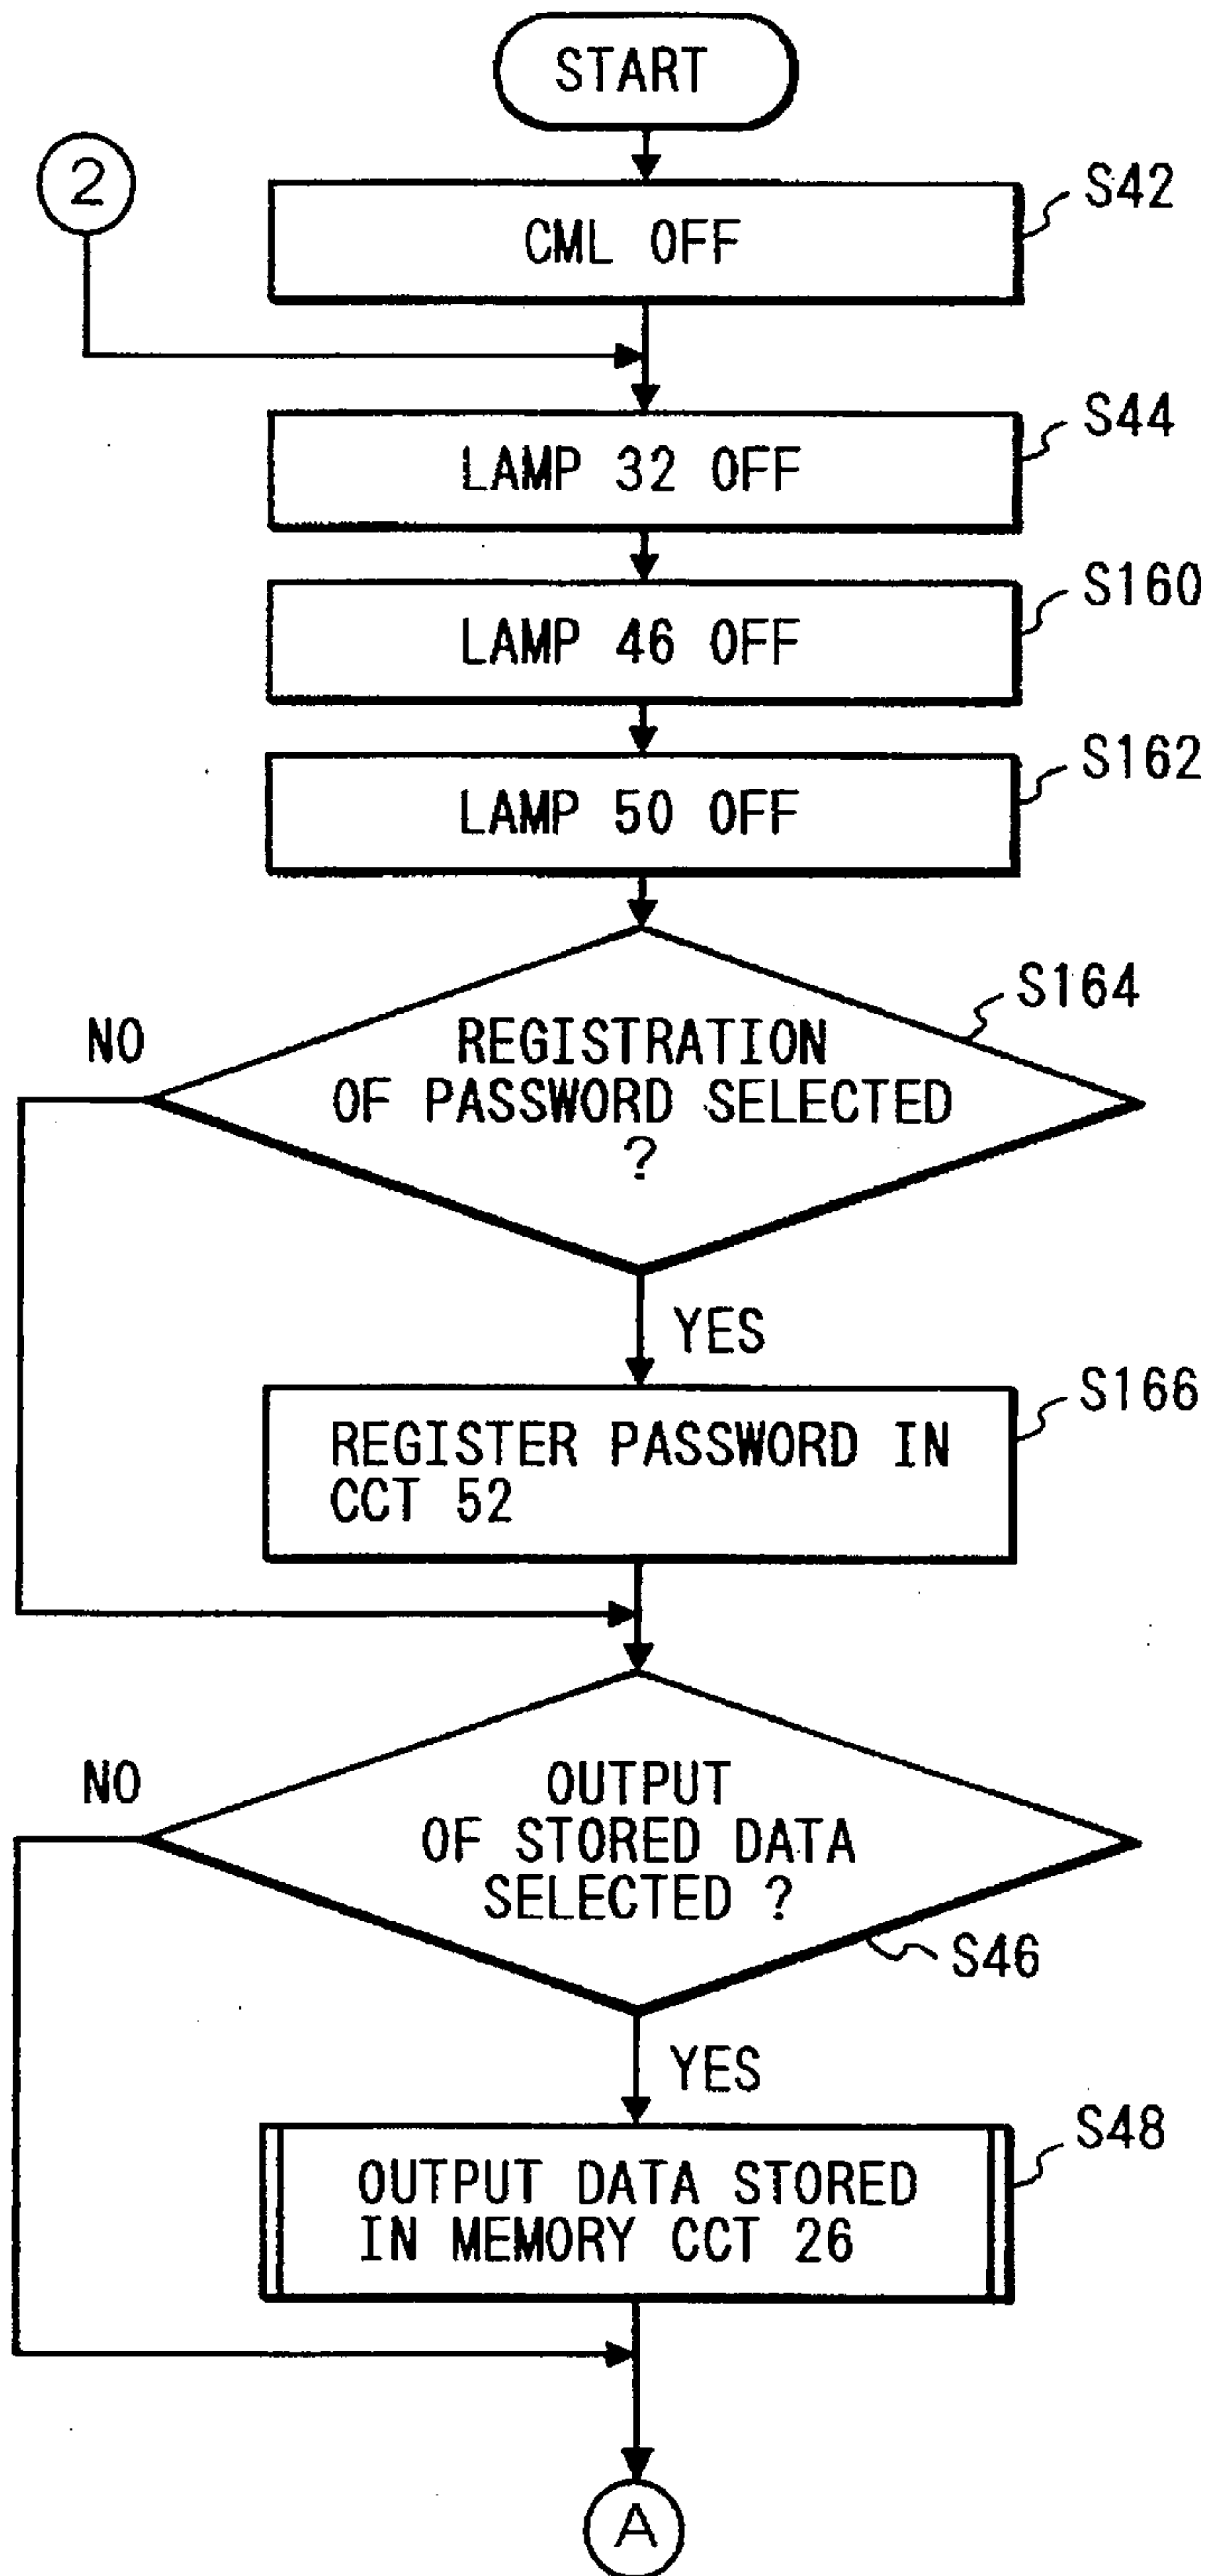 START
2
CML OFF
S42
LAMP 32 OFF
S44
LAMP 46 OFF
S160
LAMP 50 OFF
S162
REGISTRATION
OF PASSWORD SELECTED
?
S164
NO
YES
REGISTER PASSWORD IN
CCT 52
S166
OUTPUT
OF STORED DATA
SELECTED ?
S46
NO
YES
OUTPUT DATA STORED
IN MEMORY CCT 26
S48
A